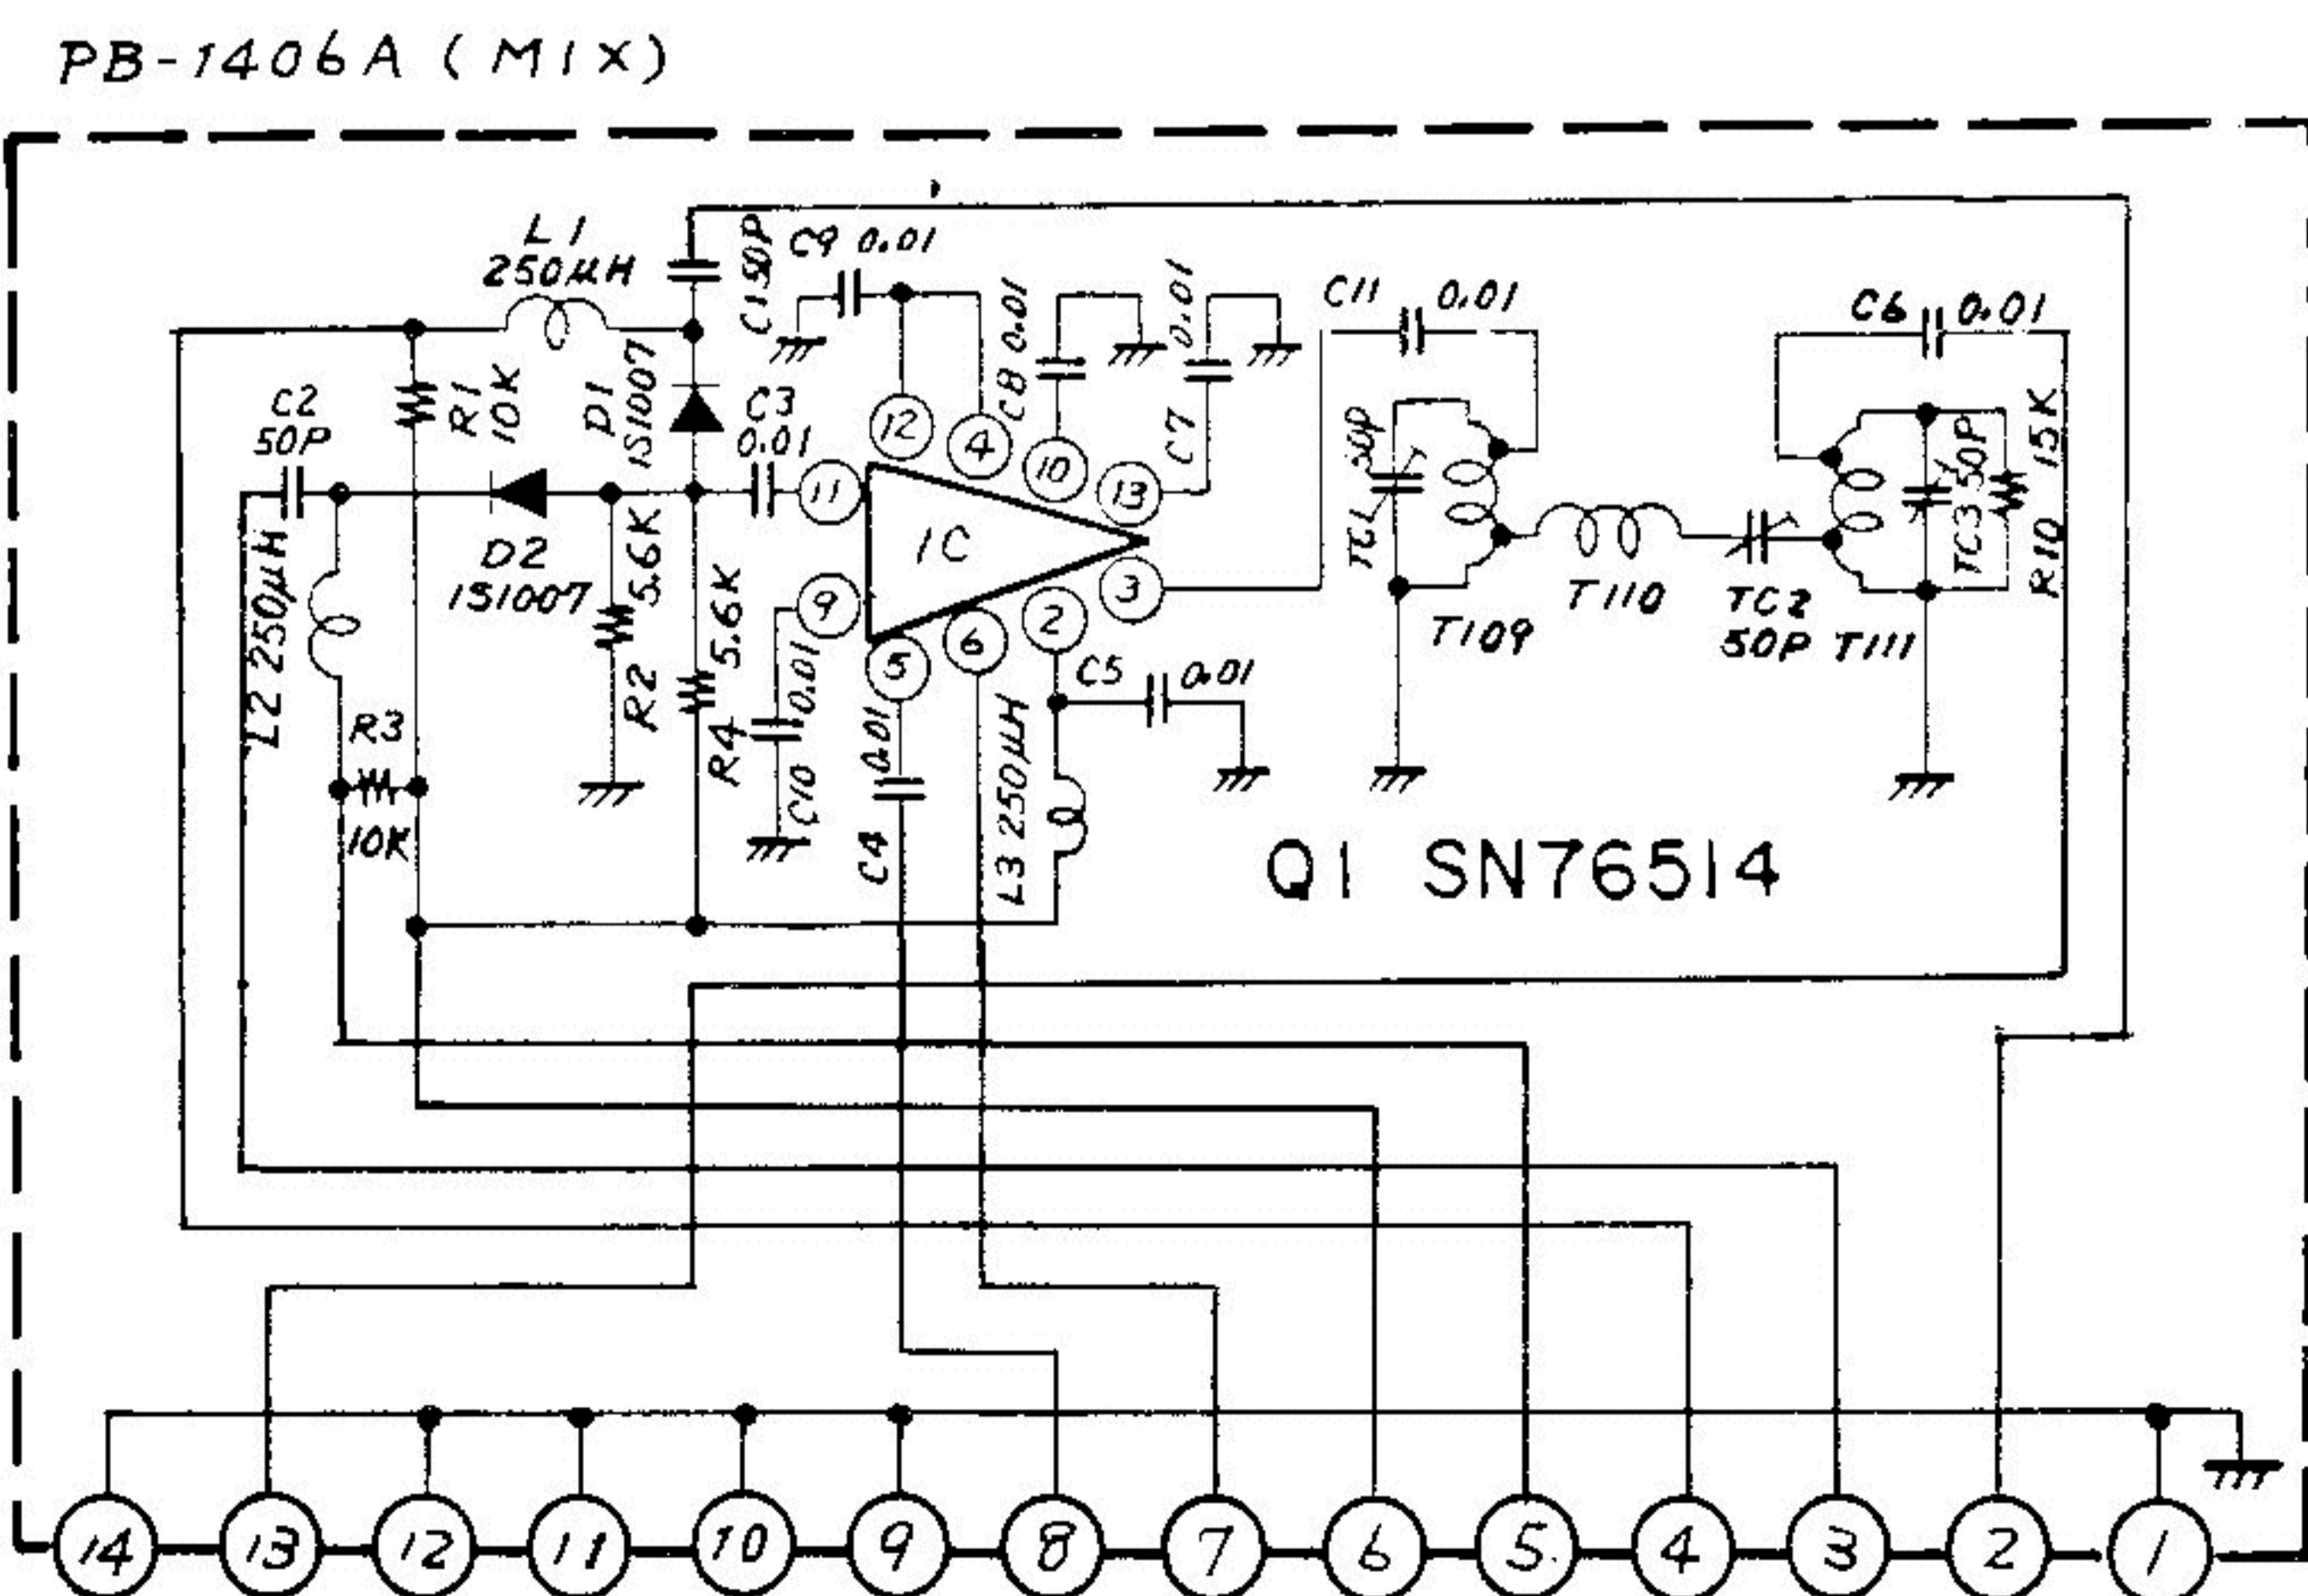 PB-1406A (MIX)
L1
250μH
C1 50P
C9 0.01
C8 0.01
C7 0.01
C11 0.01
C6 0.01
R1
10K
D1
1S1007
C2
50P
C3
0.01
12
4
10
13
11
IC
9
5
6
2
3
D2
1S1007
5.6K
R2
5.6K
R4
L2 250μH
R3
10K
C10 0.01
C4 0.01
L3 250μH
C5 0.01
TC1 50P
T109
T110
TC2
50P
T111
TC3 50P
R10 15K
Q1 SN76514
14 13 12 11 10 9 8 7 6 5 4 3 2 1